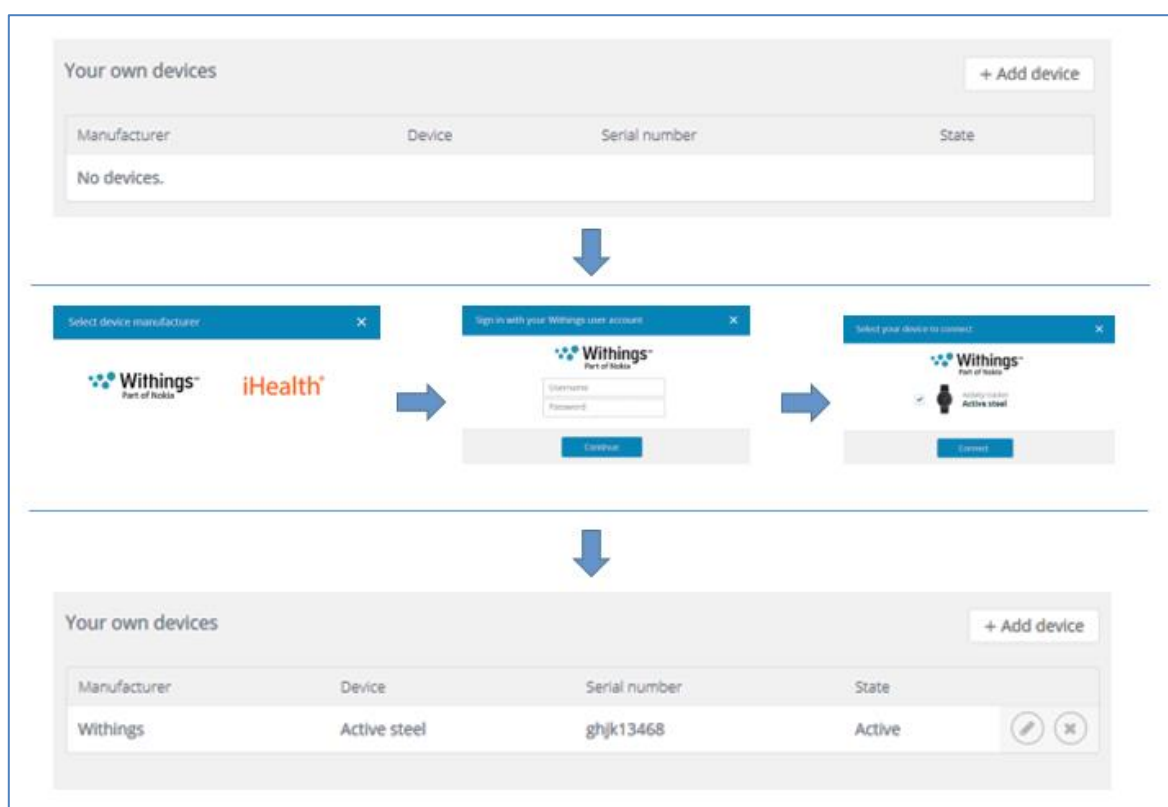 Your own devices
+ Add device
Manufacturer Device Serial number State
No devices.
Select device manufacturer
Withings
Part of Nokia
iHealth
Sign in with your Withings user account
Withings
Part of Nokia
Username
Password
Continue
Select your device to connect
Withings
Part of Nokia
Activity tracker
Active steel
Connect
Your own devices
+ Add device
Manufacturer Device Serial number State
Withings Active steel ghjk13468 Active